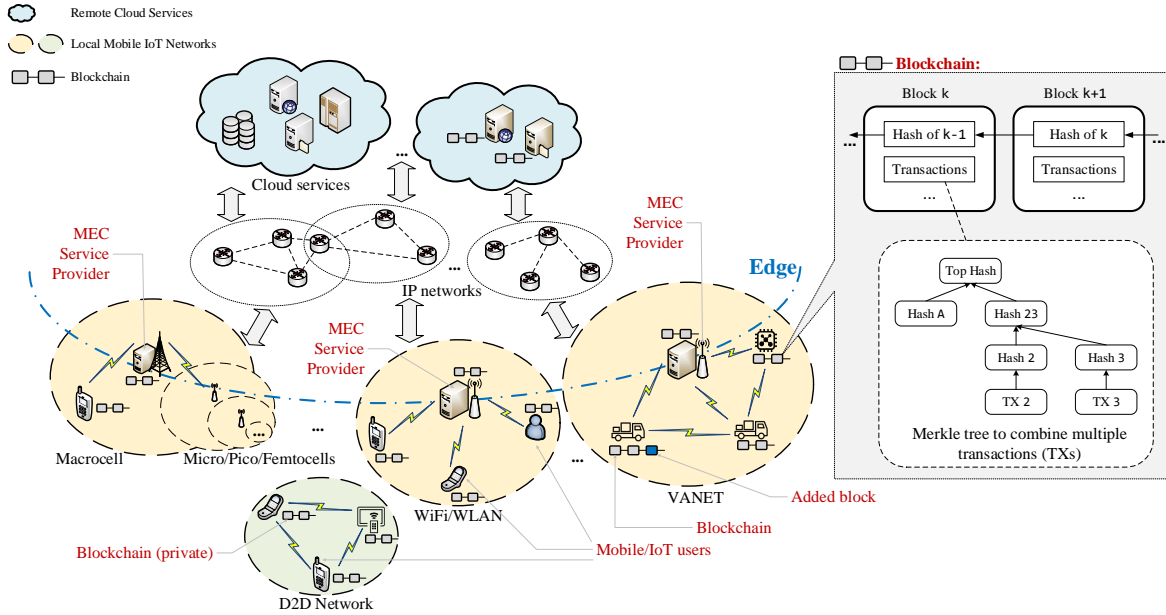 Remote Cloud Services
Local Mobile IoT Networks
Blockchain
Blockchain:
Block k
Block k+1
Hash of k-1
Hash of k
...
...
Transactions
Transactions
...
...
...
Cloud services
MEC
Service
Provider
MEC
Service
Provider
...
IP networks
Edge
MEC
Service
Provider
Top Hash
Hash A
Hash 23
Hash 2
Hash 3
TX 2
TX 3
Merkle tree to combine multiple
transactions (TXs)
...
...
Macrocell
Micro/Pico/Femtocells
...
VANET
WiFi/WLAN
Added block
Blockchain
Blockchain (private)
Mobile/IoT users
D2D Network